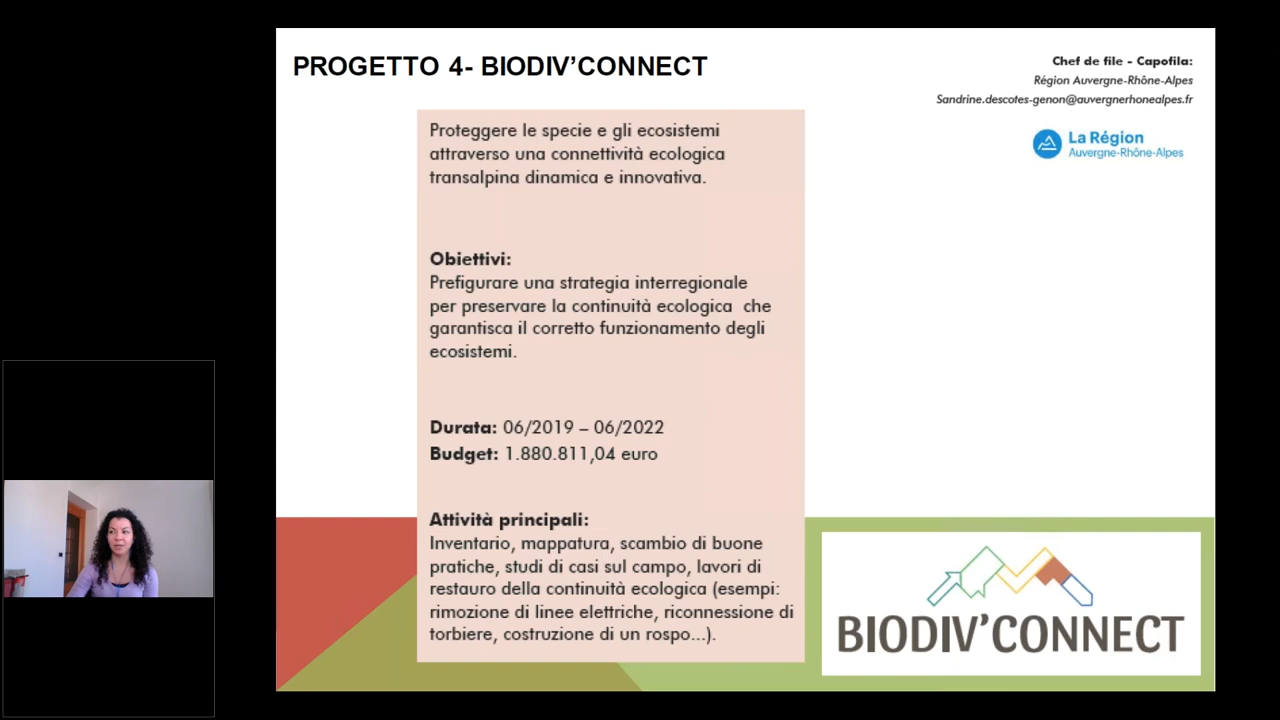 PROGETTO 4- BIODIV’CONNECT
Chef de file - Capofila:
Région Auvergne-Rhône-Alpes
Sandrine.descotes-genon@auvergnerhonealpes.fr
La Région
Auvergne-Rhône-Alpes
Proteggere le specie e gli ecosistemi
attraverso una connettività ecologica
transalpina dinamica e innovativa.
Obiettivi:
Prefigurare una strategia interregionale
per preservare la continuità ecologica che
garantisca il corretto funzionamento degli
ecosistemi.
Durata: 06/2019 – 06/2022
Budget: 1.880.811,04 euro
Attività principali:
Inventario, mappatura, scambio di buone
pratiche, studi di casi sul campo, lavori di
restauro della continuità ecologica (esempi:
rimozione di linee elettriche, riconnessione di
torbiere, costruzione di un rospo...).
BIODIV’CONNECT